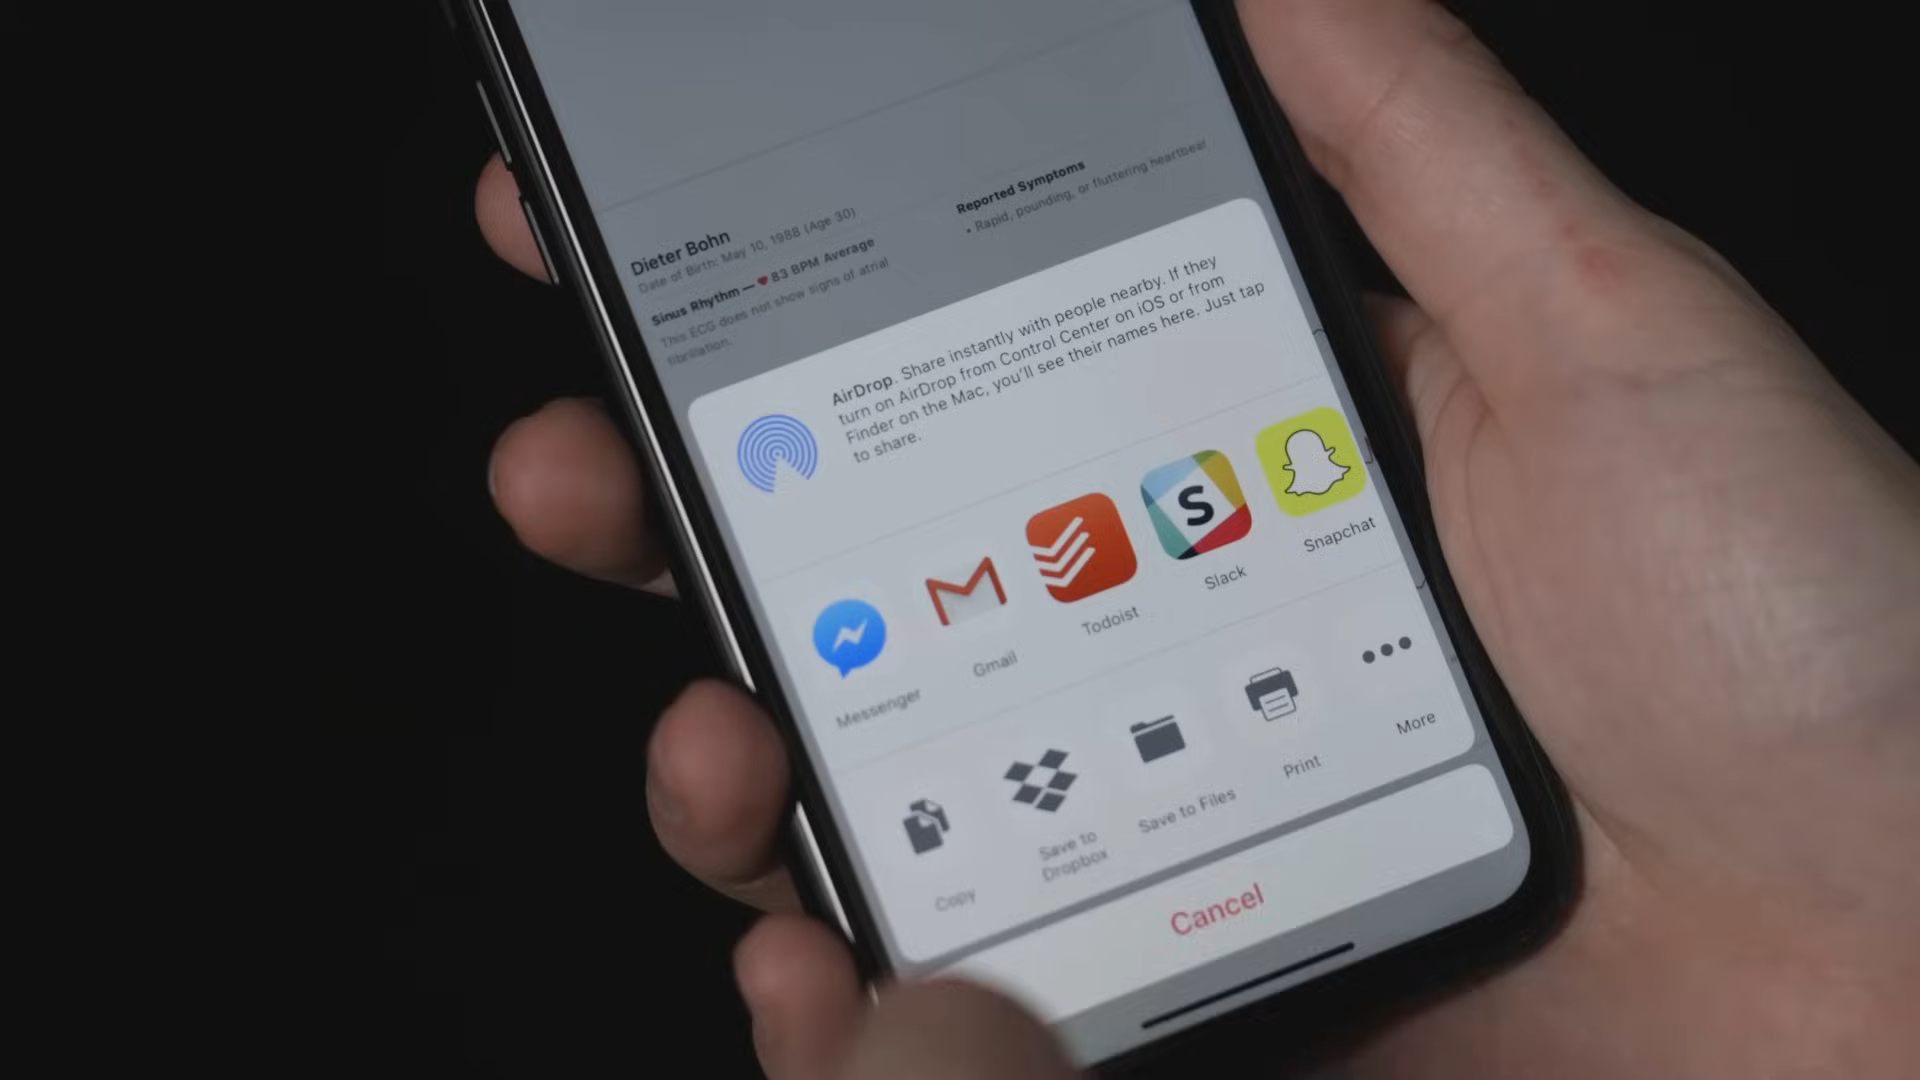 Dieter Bohn
Date of Birth: May 10, 1988 (Age 30)
Sinus Rhythm — ♥ 83 BPM Average
This ECG does not show signs of atrial
fibrillation.
Reported Symptoms
• Rapid, pounding, or fluttering heartbeat
AirDrop. Share instantly with people nearby. If they
turn on AirDrop from Control Center on iOS or from
Finder on the Mac, you'll see their names here. Just tap
to share.
Messenger
Gmail
Todoist
S
Slack
Snapchat
Copy
Save to
Dropbox
Save to Files
Print
More
Cancel